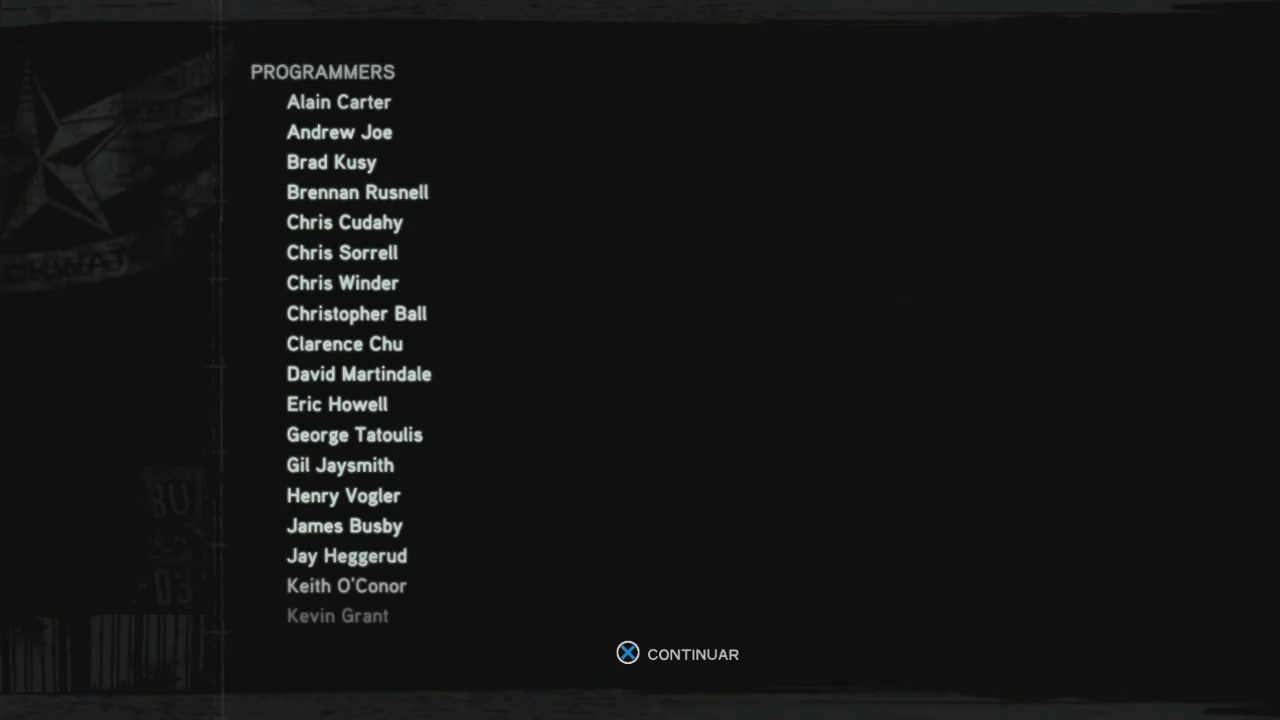 PROGRAMMERS
Alain Carter
Andrew Joe
Brad Kusy
Brennan Rusnell
Chris Cudahy
Chris Sorrell
Chris Winder
Christopher Ball
Clarence Chu
David Martindale
Eric Howell
George Tatoulis
Gil Jaysmith
Henry Vogler
James Busby
Jay Heggerud
Keith O'Conor
Kevin Grant
CONTINUAR